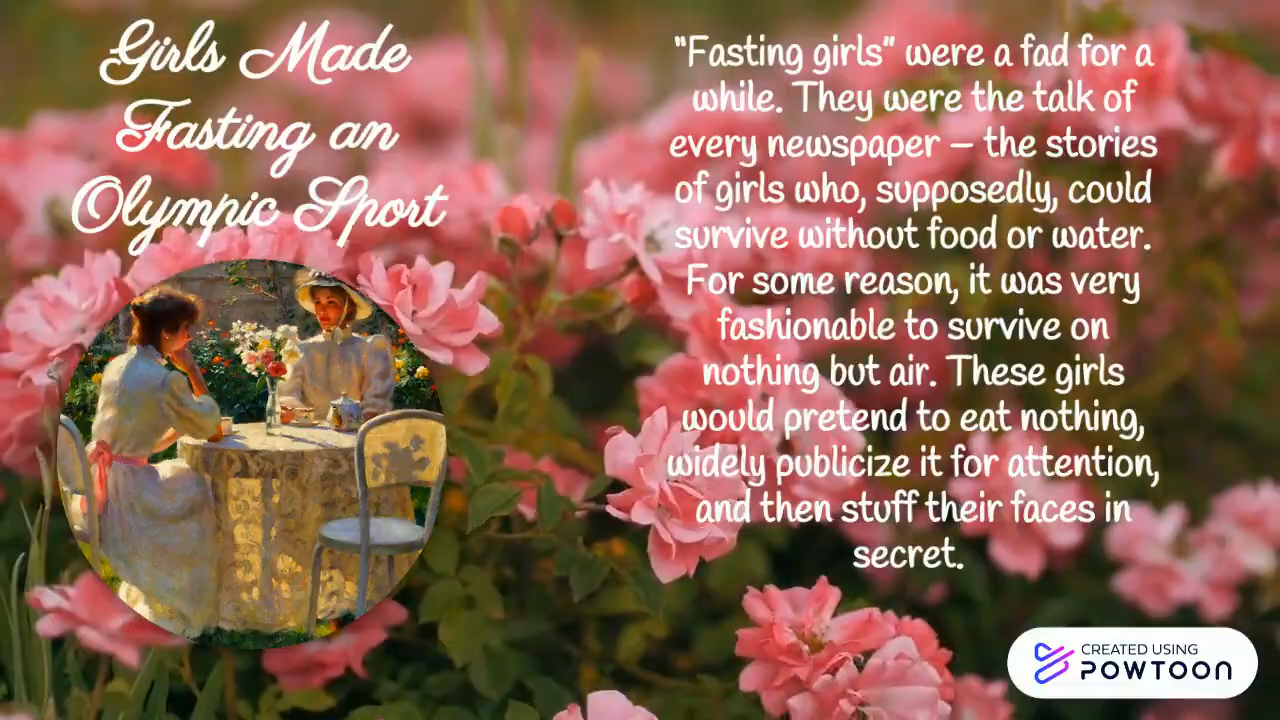 Girls Made
Fasting an
Olympic Sport
"Fasting girls" were a fad for a
while. They were the talk of
every newspaper – the stories
of girls who, supposedly, could
survive without food or water.
For some reason, it was very
fashionable to survive on
nothing but air. These girls
would pretend to eat nothing,
widely publicize it for attention,
and then stuff their faces in
secret.
CREATED USING
POWTOON